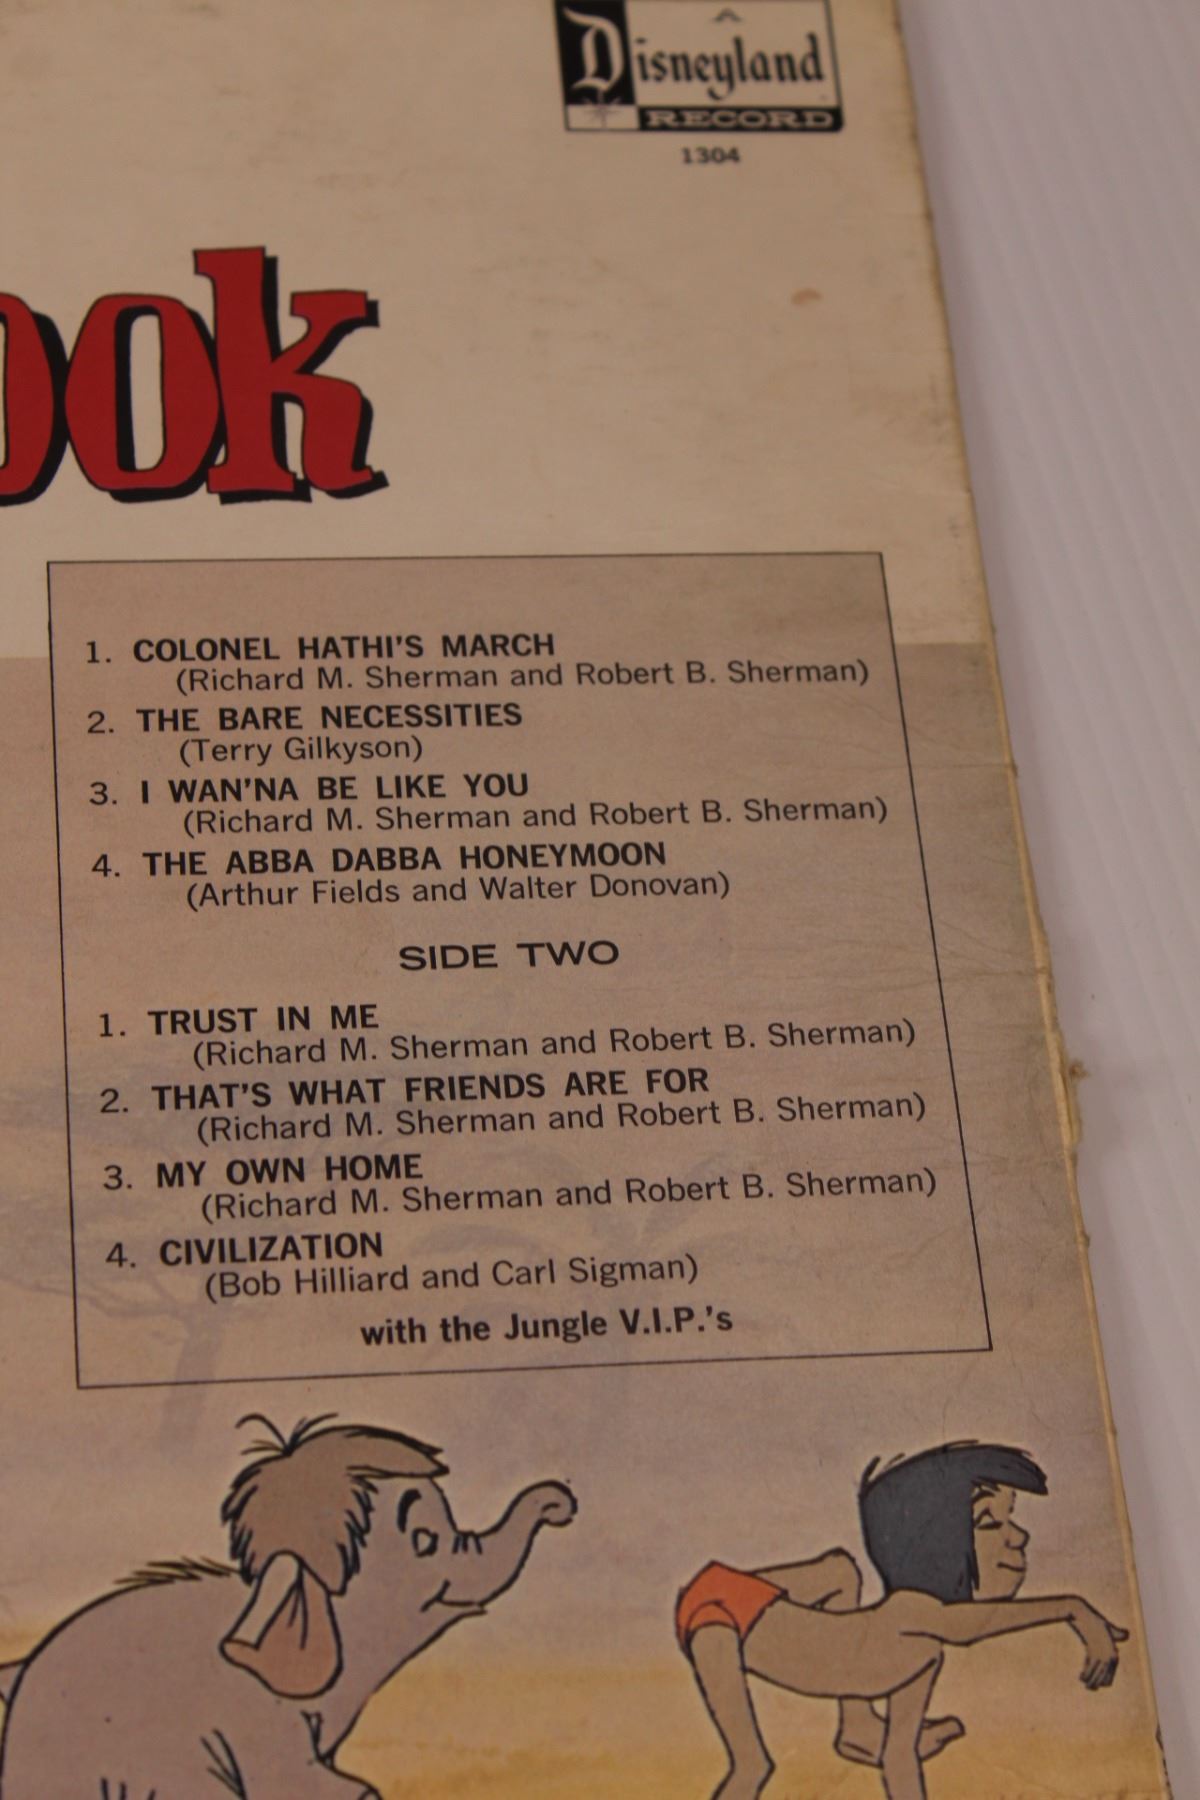 A
Disneyland
RECORD
1304
ook
1. COLONEL HATHI'S MARCH
(Richard M. Sherman and Robert B. Sherman)
2. THE BARE NECESSITIES
(Terry Gilkyson)
3. I WAN'NA BE LIKE YOU
(Richard M. Sherman and Robert B. Sherman)
4. THE ABBA DABBA HONEYMOON
(Arthur Fields and Walter Donovan)
SIDE TWO
1. TRUST IN ME
(Richard M. Sherman and Robert B. Sherman)
2. THAT'S WHAT FRIENDS ARE FOR
(Richard M. Sherman and Robert B. Sherman)
3. MY OWN HOME
(Richard M. Sherman and Robert B. Sherman)
4. CIVILIZATION
(Bob Hilliard and Carl Sigman)
with the Jungle V.I.P.'s